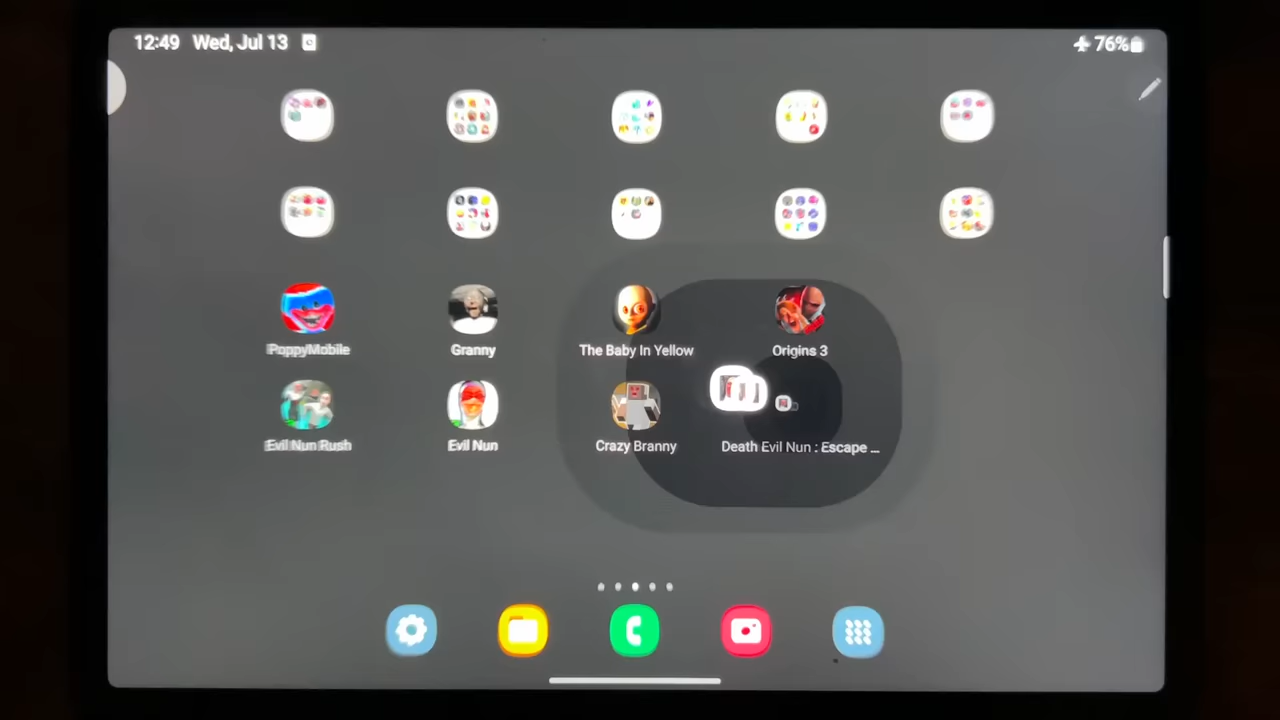 12:49 Wed, Jul 13
76%
PoppyMobile
Granny
The Baby In Yellow
Origins 3
Evil Nun Rush
Evil Nun
Crazy Branny
Death Evil Nun : Escape ...